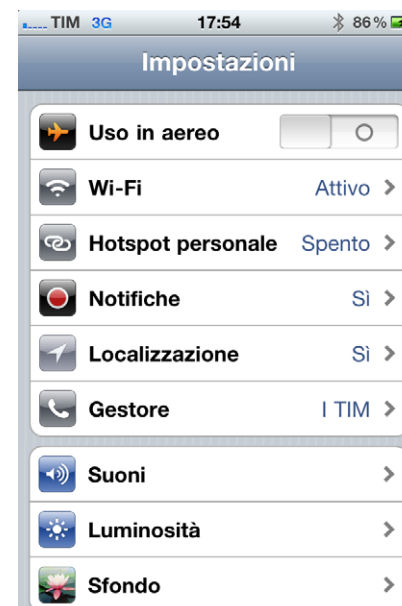 TIM 3G 17:54 86%
Impostazioni
Uso in aereo
Wi-Fi Attivo
Hotspot personale Spento
Notifiche Sì
Localizzazione Sì
Gestore I TIM
Suoni
Luminosità
Sfondo